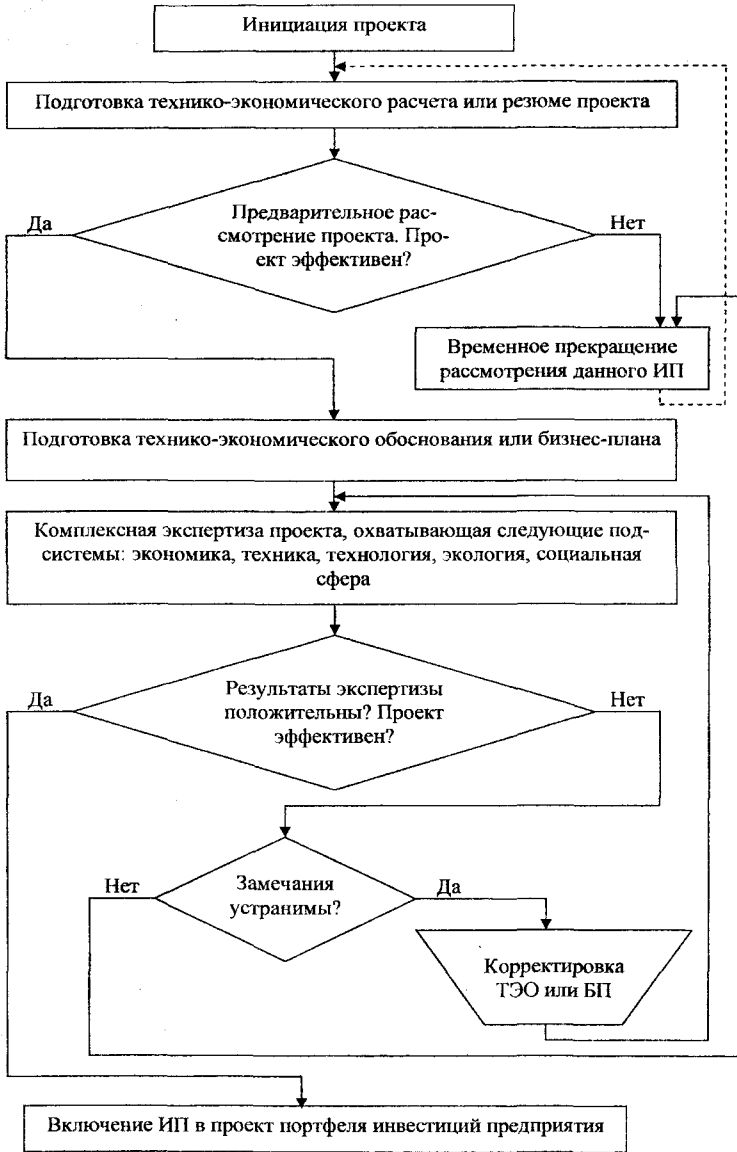 Инициация проекта
Подготовка технико-экономического расчета или резюме проекта
Предварительное рас-
смотрение проекта. Про-
ект эффективен?
Да
Нет
Временное прекращение
рассмотрения данного ИП
Подготовка технико-экономического обоснования или бизнес-плана
Комплексная экспертиза проекта, охватывающая следующие под-
системы: экономика, техника, технология, экология, социальная
сфера
Результаты экспертизы
положительны? Проект
эффективен?
Да
Нет
Замечания
устранимы?
Нет
Да
Корректировка
ТЭО или БП
Включение ИП в проект портфеля инвестиций предприятия